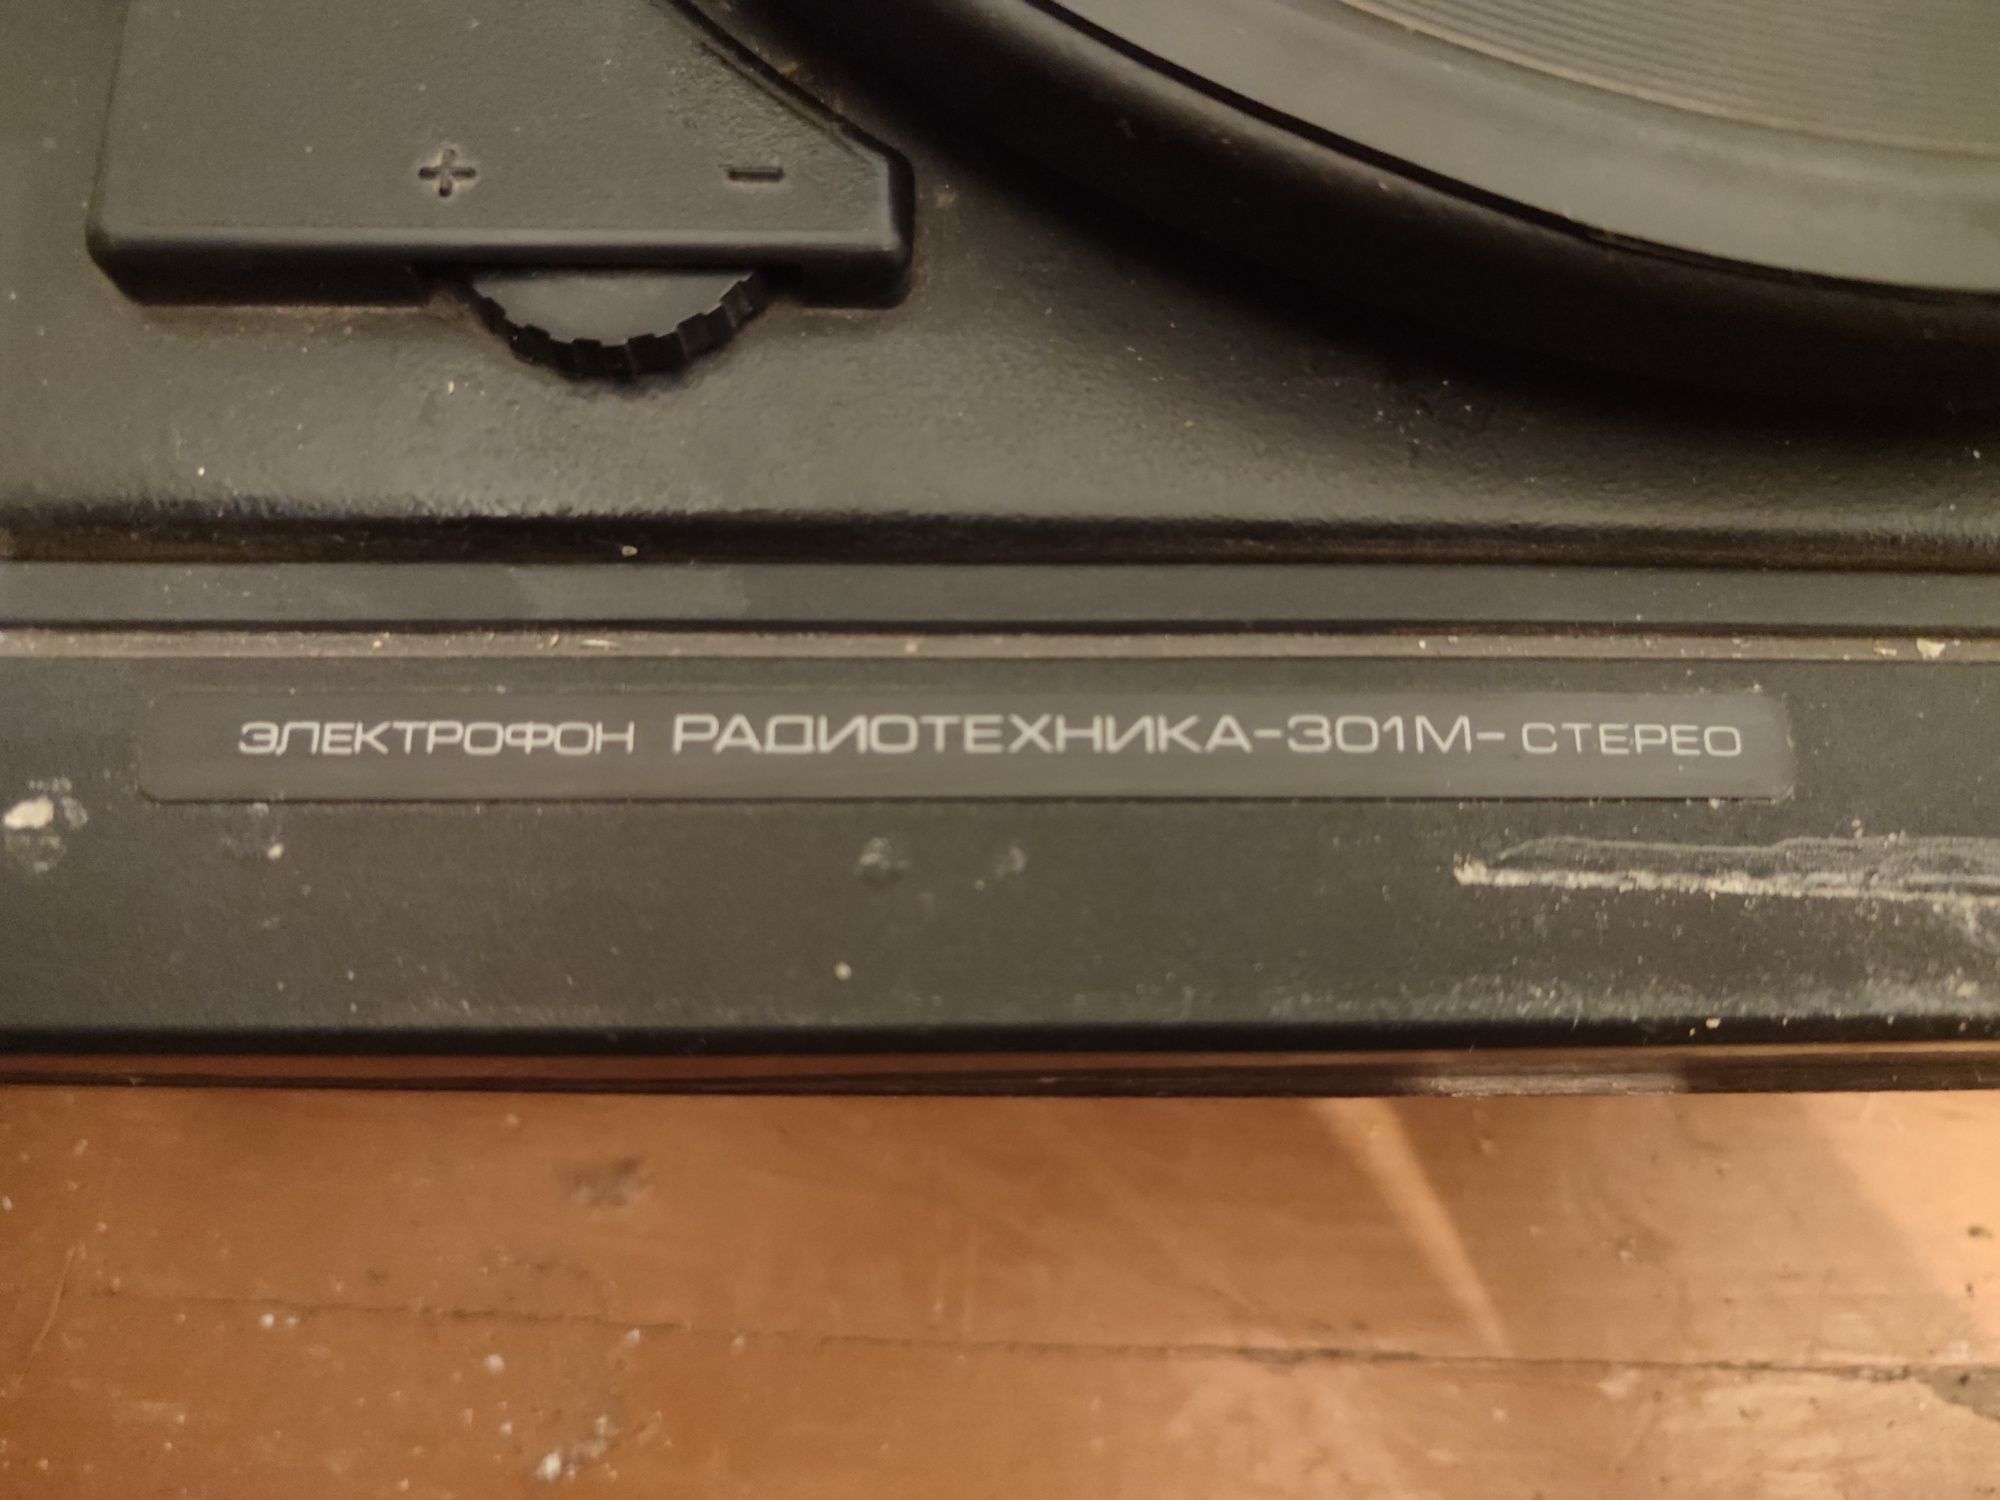 + −
ЭЛЕКТРОФОН РАДИОТЕХНИКА-301М-СТЕРЕО